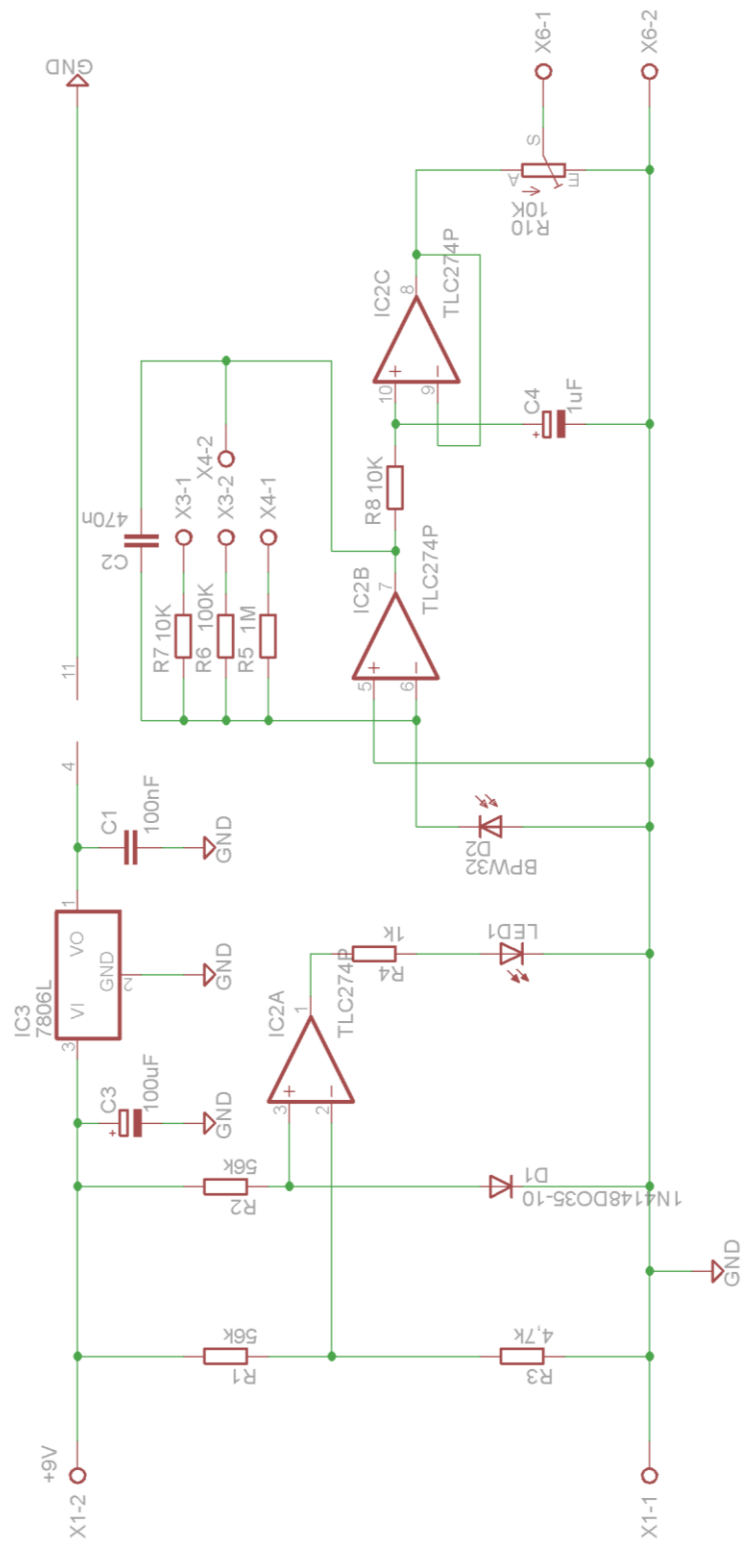 GND
X6-1
X6-2
S
A
E
R10
10K
IC2C
TLC274P
8
+
10
-
9
C4
+
1uF
470n
C2
X4-2
X3-1
X3-2
X4-1
R7
10K
R6
100K
R5
1M
R8
10K
IC2B
TLC274P
7
+
5
-
6
11
4
C1
100nF
GND
D2
BPW32
IC3
7806L
1
VO
GND
2
VI
3
GND
C3
+
100uF
GND
IC2A
TLC274P
1
+
3
-
2
R4
1k
LED1
R2
56k
D1
1N4148DO35-10
GND
R1
56k
R3
4,7k
+9V
X1-2
X1-1